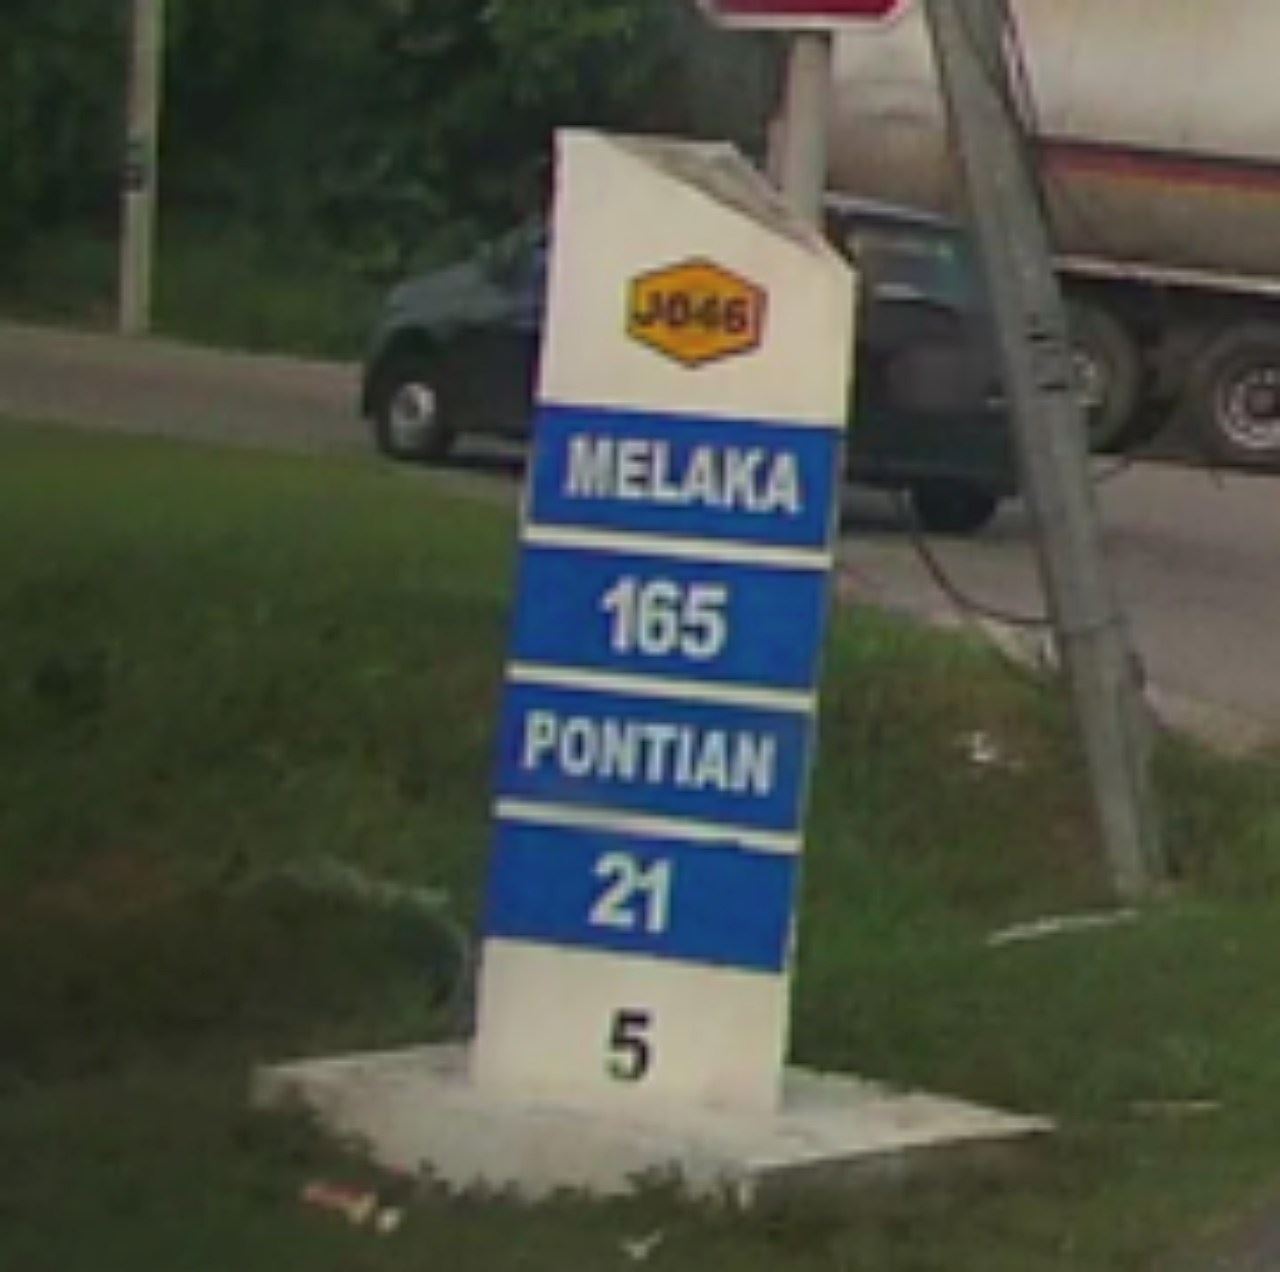 J046
MELAKA
165
PONTIAN
21
5